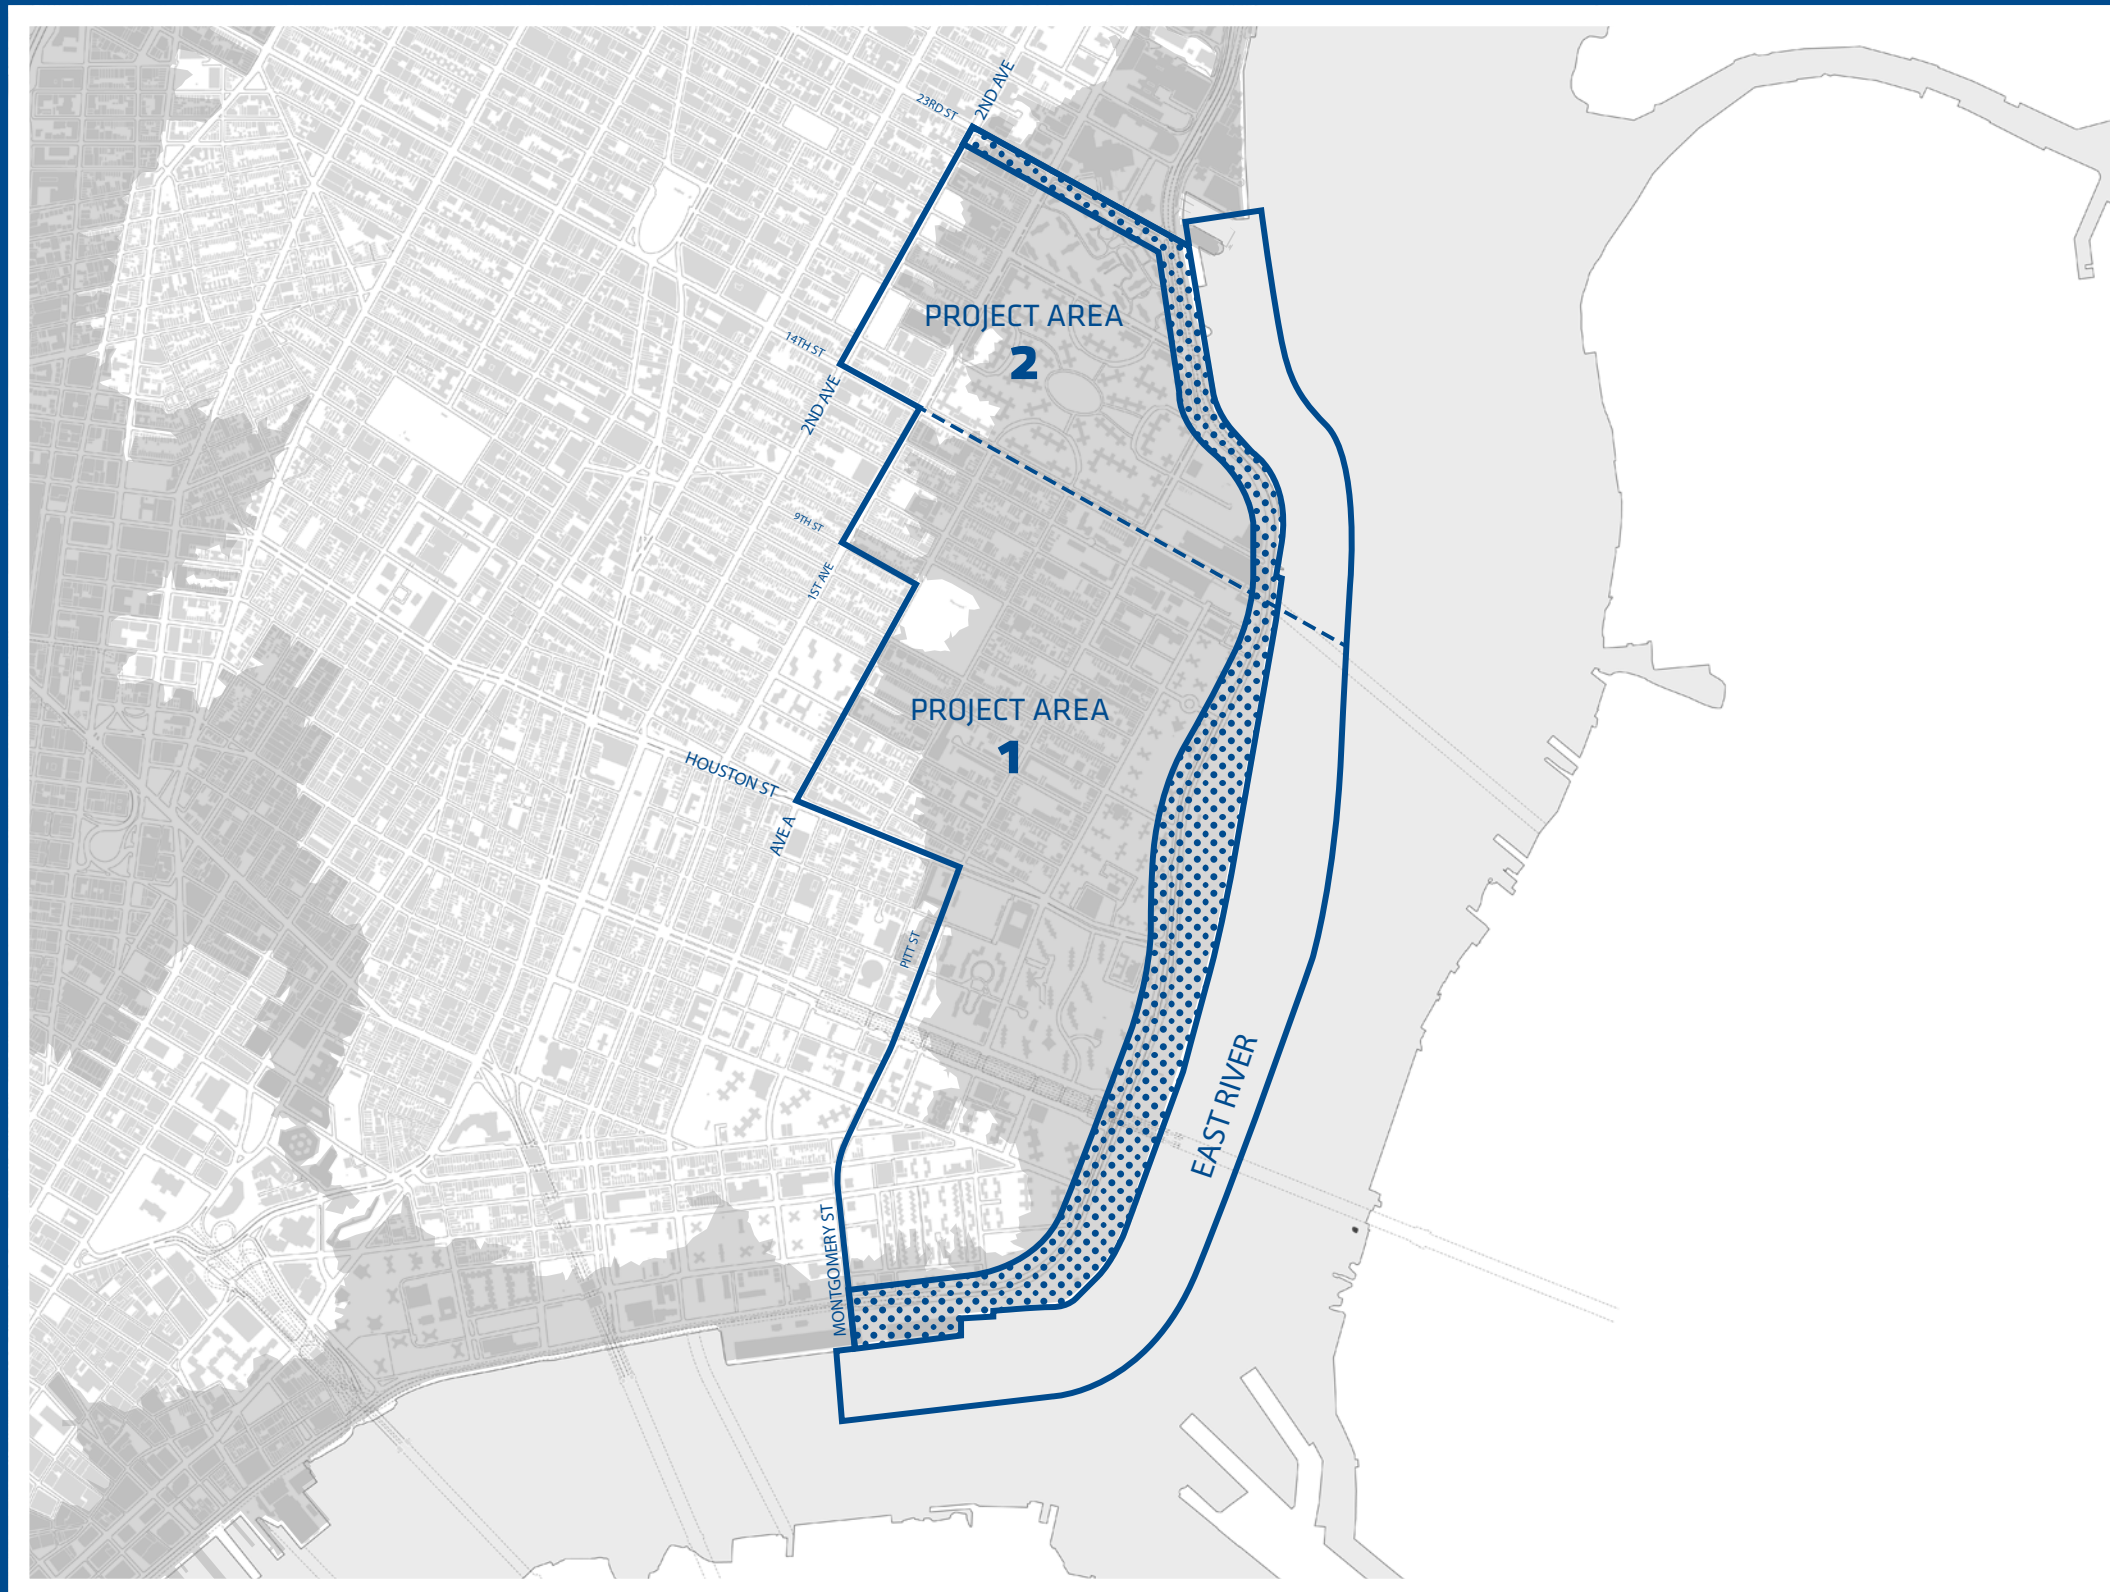 2ND AVE
23RD ST
PROJECT AREA
2
14TH ST
2ND AVE
9TH ST
1ST AVE
PROJECT AREA
1
HOUSTON ST
AVE A
PITT ST
EAST RIVER
MONTGOMERY ST